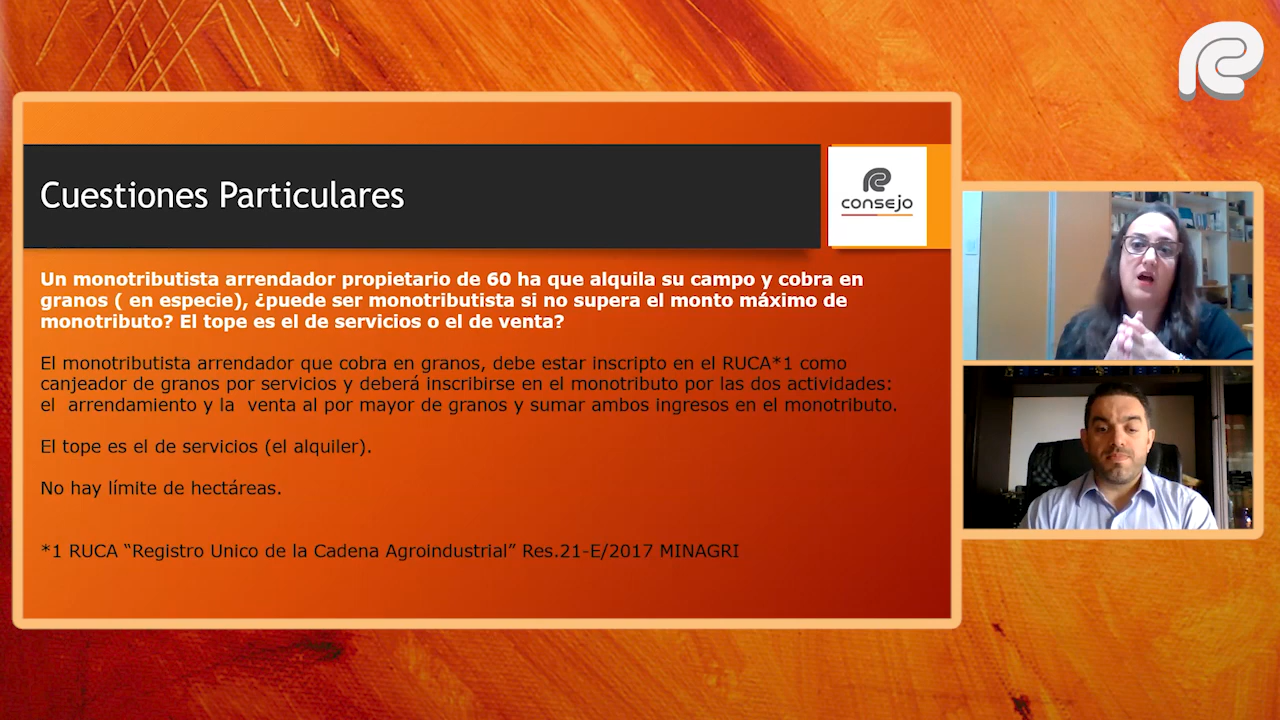 Cuestiones Particulares
consejo
Un monotributista arrendador propietario de 60 ha que alquila su campo y cobra en
granos ( en especie), ¿puede ser monotributista si no supera el monto máximo de
monotributo? El tope es el de servicios o el de venta?
El monotributista arrendador que cobra en granos, debe estar inscripto en el RUCA*1 como
canjeador de granos por servicios y deberá inscribirse en el monotributo por las dos actividades:
el  arrendamiento y la  venta al por mayor de granos y sumar ambos ingresos en el monotributo.
El tope es el de servicios (el alquiler).
No hay límite de hectáreas.
*1 RUCA “Registro Unico de la Cadena Agroindustrial” Res.21-E/2017 MINAGRI